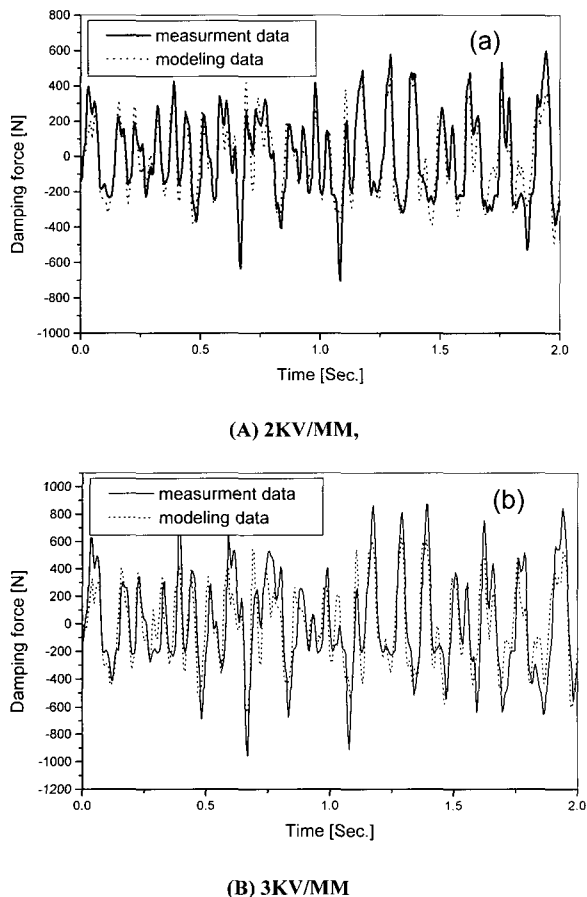 800
600
400
200
0
-200
-400
-600
-800
-1000
measurment data
modeling data
(a)
Damping force [N]
0.0 0.5 1.0 1.5 2.0
Time [Sec.]
(A) 2KV/MM,
1000
800
600
400
200
0
-200
-400
-600
-800
-1000
-1200
measurment data
modeling data
(b)
Damping force [N]
0.0 0.5 1.0 1.5 2.0
Time [Sec.]
(B) 3KV/MM